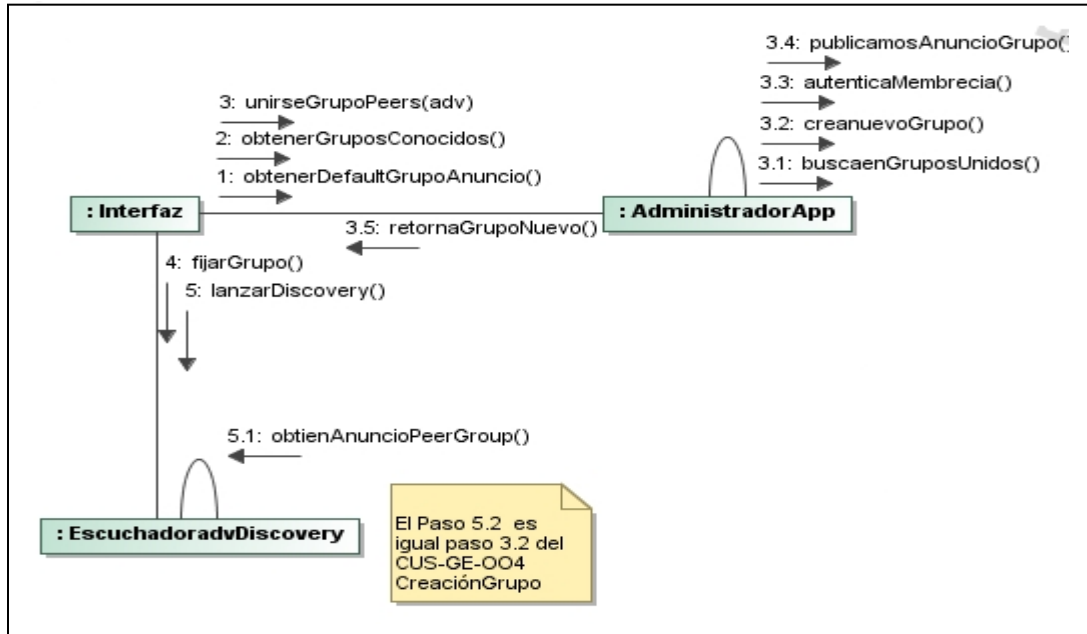 3.4: publicamosAnuncioGrupo()
3.3: autenticaMembrecia()
3.2: creanuevoGrupo()
3.1: buscaenGruposUnidos()
3: unirseGrupoPeers(adv)
2: obtenerGruposConocidos()
1: obtenerDefaultGrupoAnuncio()
: Interfaz
: AdministradorApp
3.5: retornaGrupoNuevo()
4: fijarGrupo()
5: lanzarDiscovery()
5.1: obtienAnuncioPeerGroup()
: EscuchadoradvDiscovery
El Paso 5.2 es
igual paso 3.2 del
CUS-GE-OO4
CreaciónGrupo